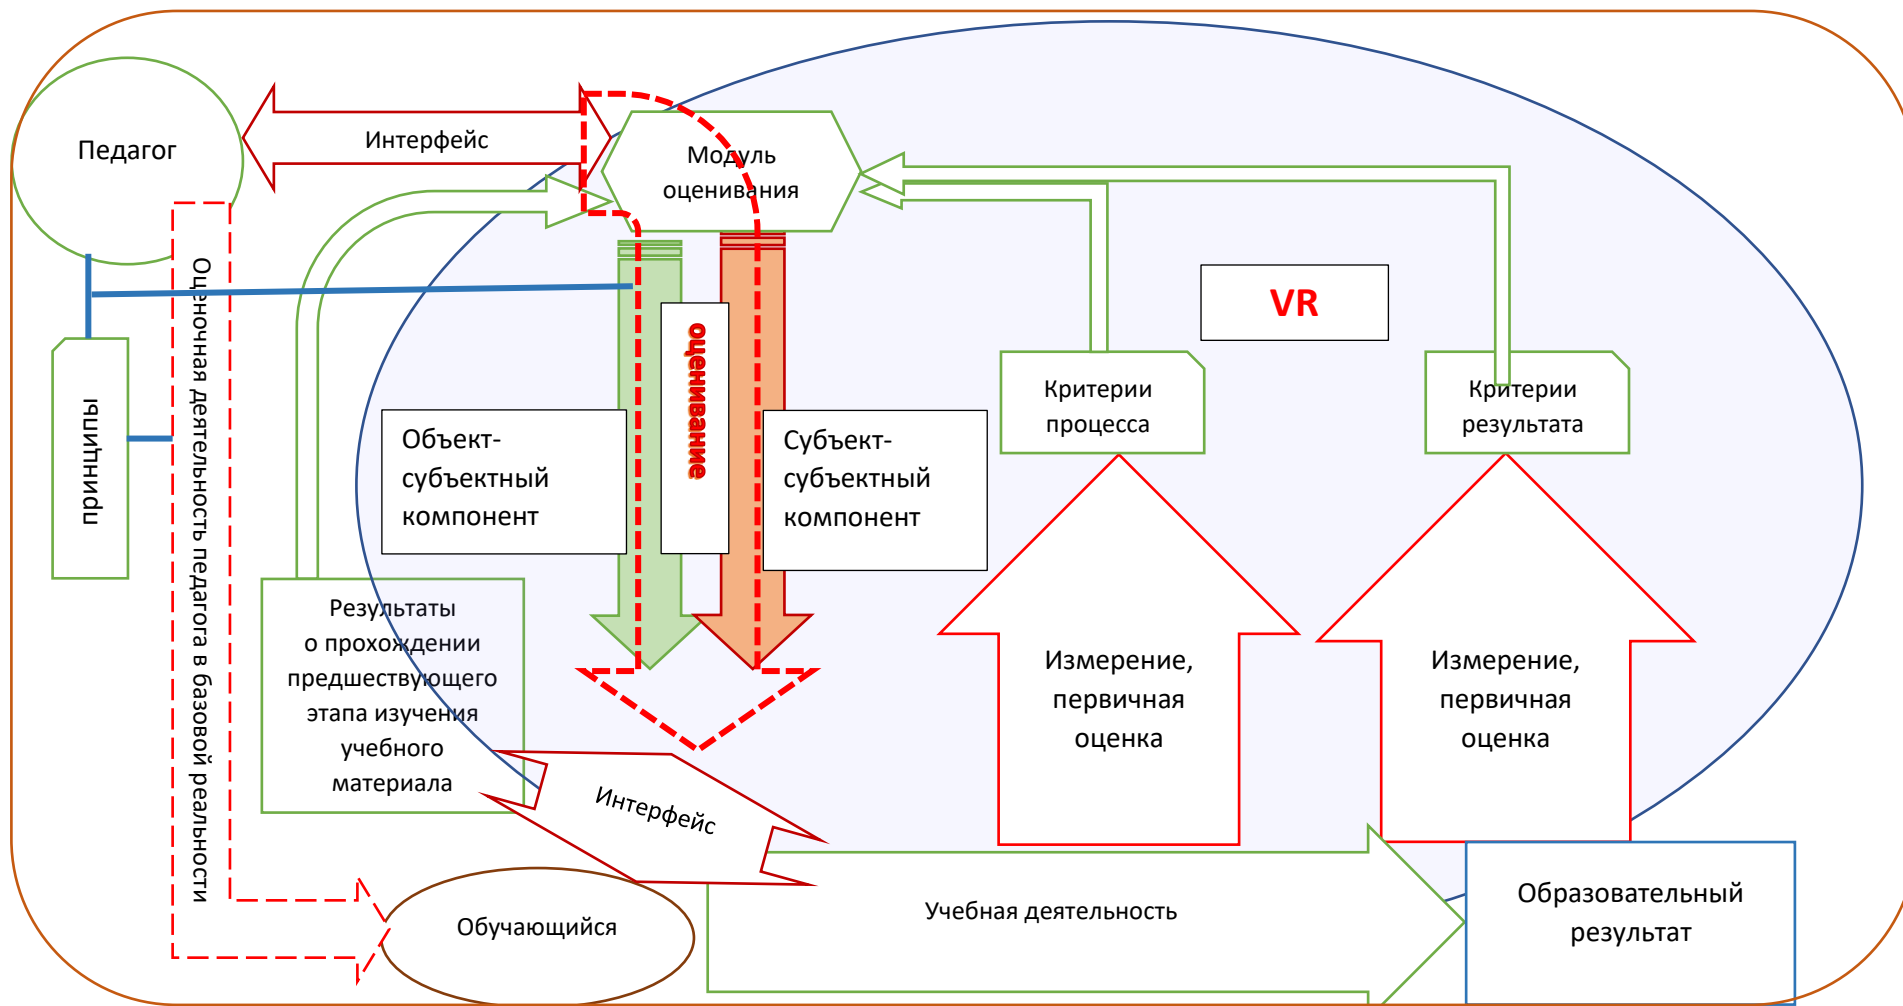 Педагог
Интерфейс
Модуль
оценивания
VR
Оценочная деятельность педагога в базовой реальности
принципы
оценивание
Объект-
субъектный
компонент
Субъект-
субъектный
компонент
Критерии
процесса
Критерии
результата
Результаты
о прохождении
предшествующего
этапа изучения
учебного
материала
Измерение,
первичная
оценка
Измерение,
первичная
оценка
Интерфейс
Обучающийся
Учебная деятельность
Образовательный
результат